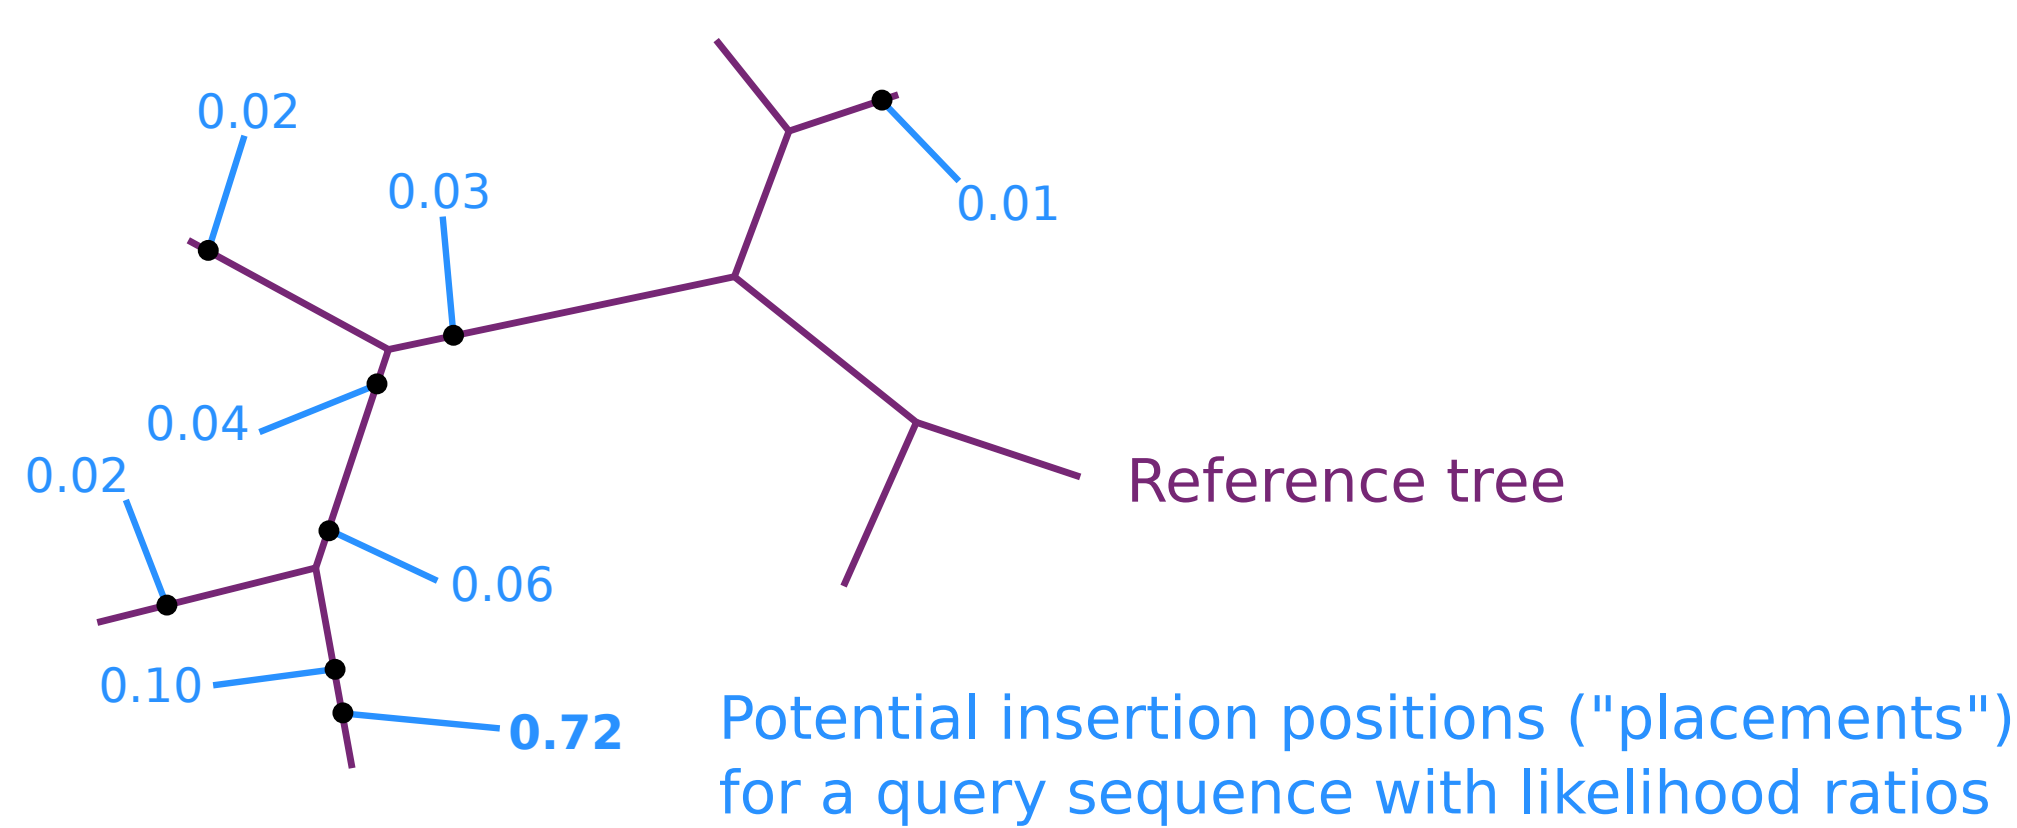 0.02
0.03
0.01
0.04
0.02
Reference tree
0.06
0.10
0.72
Potential insertion positions ("placements")
for a query sequence with likelihood ratios